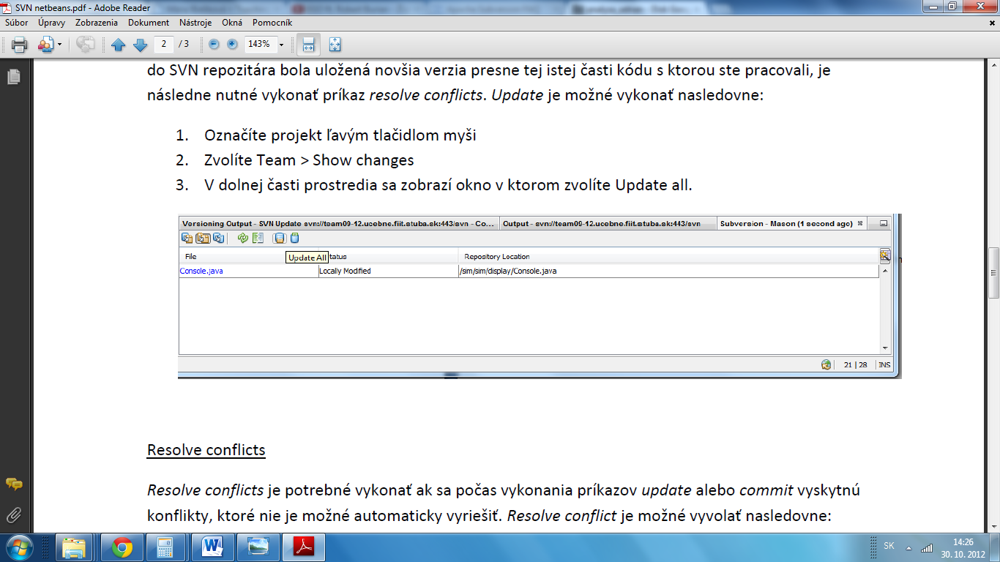 SVN netbeans.pdf - Adobe Reader
Súbor Úpravy Zobrazenia Dokument Nástroje Okná Pomocník
2 / 3 143%
do SVN repozitára bola uložená novšia verzia presne tej istej časti kódu s ktorou ste pracovali, je
následne nutné vykonať príkaz resolve conflicts. Update je možné vykonať nasledovne:
1. Označíte projekt ľavým tlačidlom myši
2. Zvolíte Team > Show changes
3. V dolnej časti prostredia sa zobrazí okno v ktorom zvolíte Update all.
Versioning Output - SVN Update svn://team09-12.ucebne.fiit.stuba.sk:443/svn - Co... Output - svn://team09-12.ucebne.fiit.stuba.sk:443/svn Subversion - Mason (1 second ago)
File Update All tatus Repository Location
Console.java Locally Modified /sim/sim/display/Console.java
21 | 28 INS
Resolve conflicts
Resolve conflicts je potrebné vykonať ak sa počas vykonania príkazov update alebo commit vyskytnú
konflikty, ktoré nie je možné automaticky vyriešiť. Resolve conflict je možné vyvolať nasledovne:
SK 14:26
30. 10. 2012